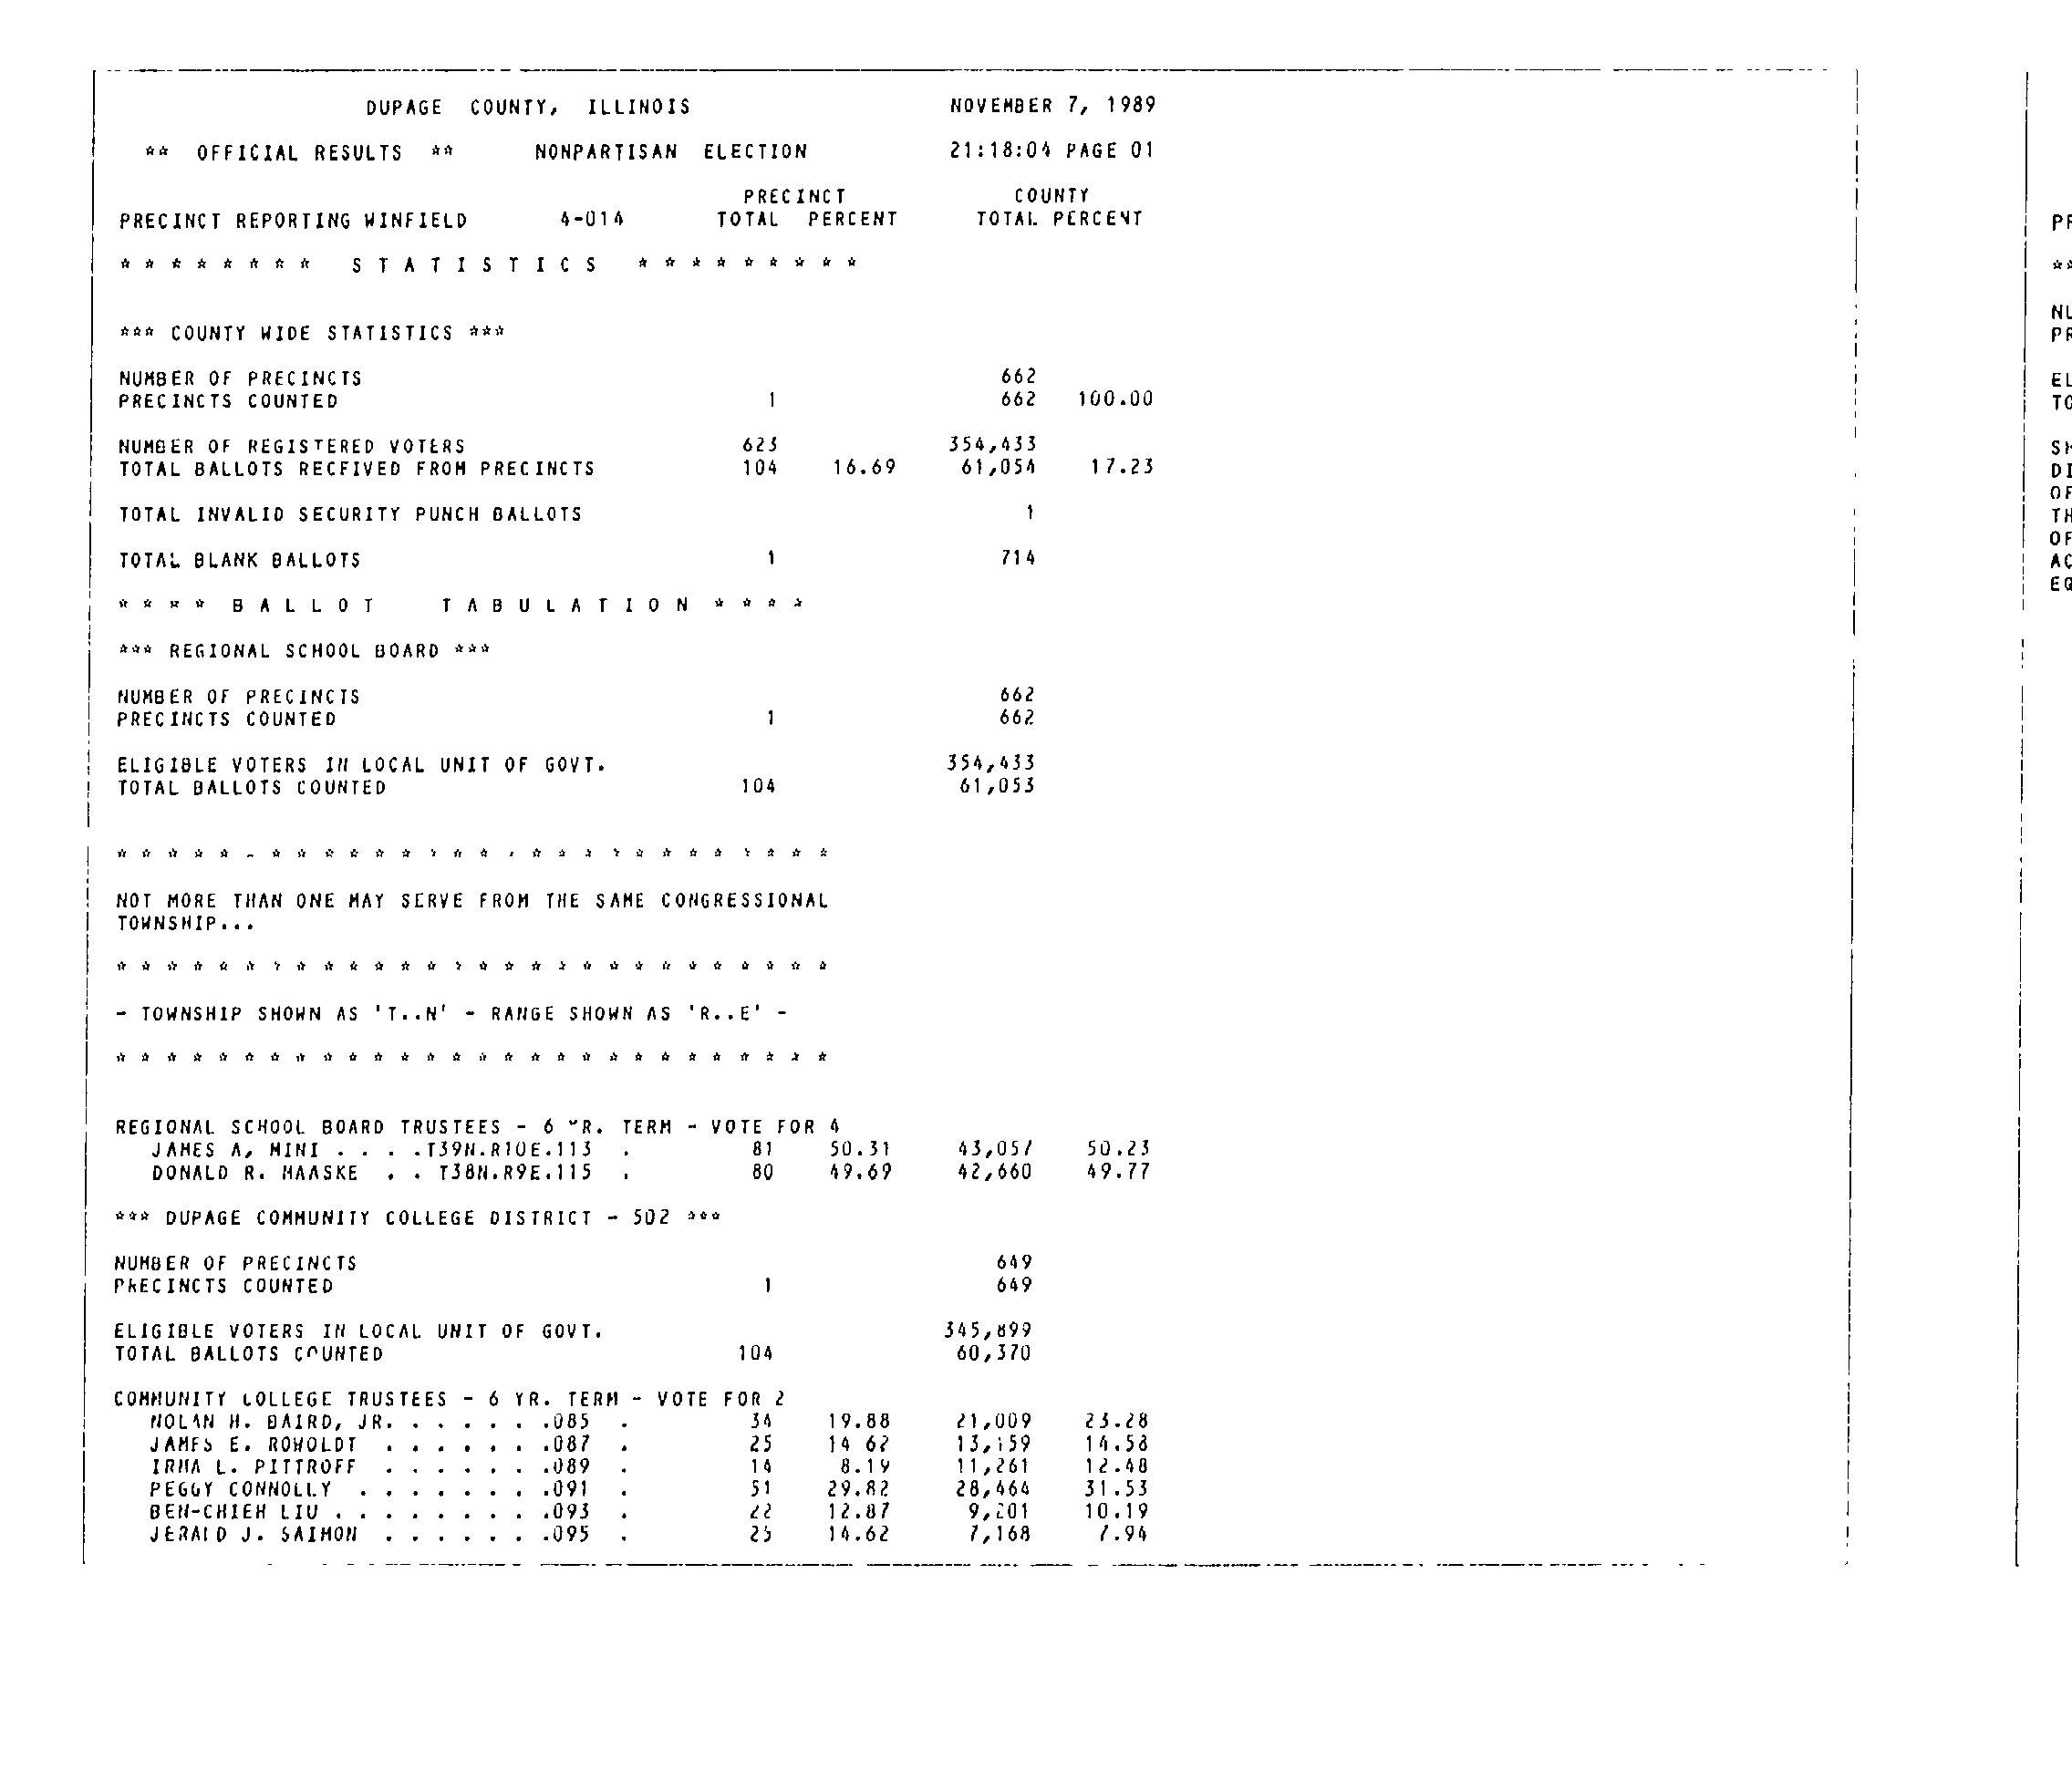 DUPAGE COUNTY, ILLINOIS NOVEMBER 7, 1989
** OFFICIAL RESULTS ** NONPARTISAN ELECTION 21:18:04 PAGE 01
PRECINCT COUNTY
PRECINCT REPORTING WINFIELD 4-014 TOTAL PERCENT TOTAL PERCENT
* * * * * * * * S T A T I S T I C S * * * * * * * * *
*** COUNTY WIDE STATISTICS ***
NUMBER OF PRECINCTS 662
PRECINCTS COUNTED 1 662 100.00
NUMBER OF REGISTERED VOTERS 623 354,433
TOTAL BALLOTS RECFIVED FROM PRECINCTS 104 16.69 61,054 17.23
TOTAL INVALID SECURITY PUNCH BALLOTS 1
TOTAL BLANK BALLOTS 1 714
* * * * B A L L O T T A B U L A T I O N * * * *
*** REGIONAL SCHOOL BOARD ***
NUMBER OF PRECINCTS 662
PRECINCTS COUNTED 1 662
ELIGIBLE VOTERS IN LOCAL UNIT OF GOVT. 354,433
TOTAL BALLOTS COUNTED 104 61,053
* * * * * * * * * * * * * * * * * * * * * * * * * * * *
NOT MORE THAN ONE MAY SERVE FROM THE SAME CONGRESSIONAL
TOWNSHIP...
* * * * * * * * * * * * * * * * * * * * * * * * * * * *
- TOWNSHIP SHOWN AS 'T..N' - RANGE SHOWN AS 'R..E' -
* * * * * * * * * * * * * * * * * * * * * * * * * * * *
REGIONAL SCHOOL BOARD TRUSTEES - 6 YR. TERM - VOTE FOR 4
JAMES A. MINI . . . .T39N.R10E.113 . 81 50.31 43,057 50.23
DONALD R. MAASKE . . T38N.R9E.115 . 80 49.69 42,660 49.77
*** DUPAGE COMMUNITY COLLEGE DISTRICT - 502 ***
NUMBER OF PRECINCTS 649
PRECINCTS COUNTED 1 649
ELIGIBLE VOTERS IN LOCAL UNIT OF GOVT. 345,899
TOTAL BALLOTS COUNTED 104 60,370
COMMUNITY COLLEGE TRUSTEES - 6 YR. TERM - VOTE FOR 2
NOLAN H. BAIRD, JR. . . . . . .085 . 34 19.88 21,009 23.28
JAMES E. ROWOLDT . . . . . . .087 . 25 14 62 13,159 14.58
IRMA L. PITTROFF . . . . . . .089 . 14 8.19 11,261 12.48
PEGGY CONNOLLY . . . . . . . .091 . 51 29.82 28,464 31.53
BEN-CHIEH LIU . . . . . . . . .093 . 22 12.87 9,201 10.19
JERALD J. SAIMON . . . . . . .095 . 25 14.62 7,168 7.94
PR
**
NU
PR
EL
TO
SH
DI
OF
TH
OF
AC
EQ